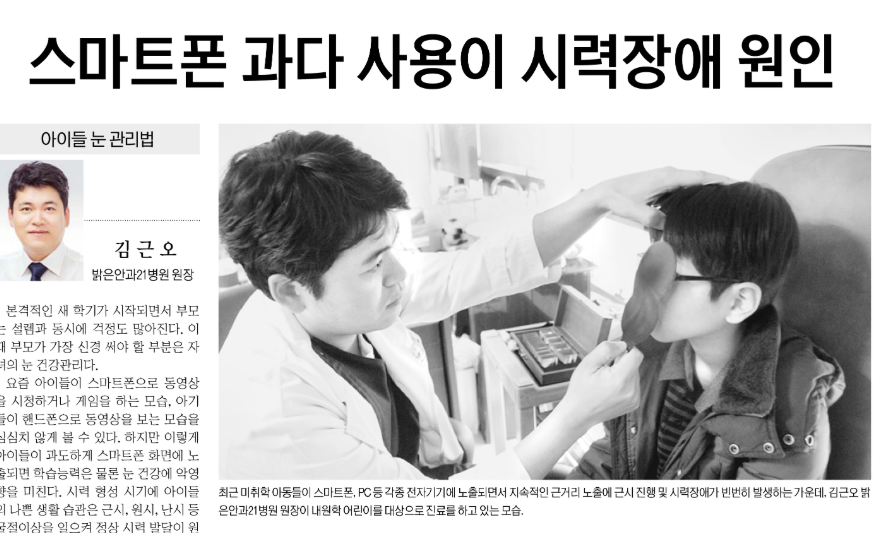 스마트폰 과다 사용이 시력장애 원인
아이들 눈 관리법
김 근 오
밝은안과21병원 원장
본격적인 새 학기가 시작되면서 부모
는 설렘과 동시에 걱정도 많아진다. 이
때 부모가 가장 신경 써야 할 부분은 자
녀의 눈 건강관리다.
요즘 아이들이 스마트폰으로 동영상
을 시청하거나 게임을 하는 모습, 아기
들이 핸드폰으로 동영상을 보는 모습을
심심치 않게 볼 수 있다. 하지만 이렇게
아이들이 과도하게 스마트폰 화면에 노
출되면 학습능력은 물론 눈 건강에 악영
향을 미친다. 시력 형성 시기에 아이들
의 나쁜 생활 습관은 근시, 원시, 난시 등
굴절이상을 일으켜 정상 시력 발달이 원
최근 미취학 아동들이 스마트폰, PC 등 각종 전자기기에 노출되면서 지속적인 근거리 노출에 근시 진행 및 시력장애가 빈번히 발생하는 가운데, 김근오 밝
은안과21병원 원장이 내원학 어린이를 대상으로 진료를 하고 있는 모습.